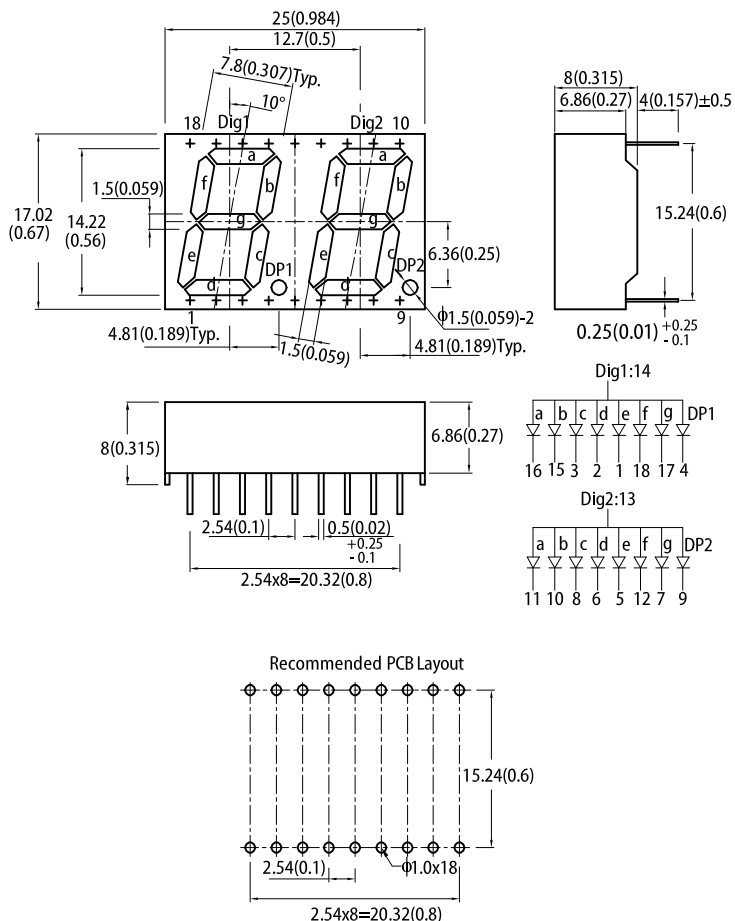 25(0.984)
12.7(0.5)
7.8(0.307)Typ.
10°
18 Dig1 Dig2 10
a a
f b b
1.5(0.059)
17.02
(0.67)
14.22
(0.56)
g g
6.36(0.25)
e c e c
DP1 DP2
d d
1 9
ϕ1.5(0.059)-2
4.81(0.189)Typ.
1.5(0.059)
4.81(0.189)Typ.
8(0.315)
6.86(0.27)
4(0.157)±0.5
15.24(0.6)
0.25(0.01) +0.25
- 0.1
8(0.315)
6.86(0.27)
2.54(0.1)
0.5(0.02)
+0.25
- 0.1
2.54x8=20.32(0.8)
Dig1:14
a b c d e f g DP1
16 15 3 2 1 18 17 4
Dig2:13
a b c d e f g DP2
11 10 8 6 5 12 7 9
Recommended PCB Layout
15.24(0.6)
2.54(0.1)
ϕ1.0x18
2.54x8=20.32(0.8)